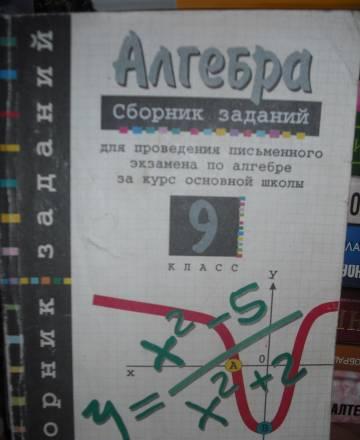 Алгебра
Сборник заданий
для проведения письменного
экзамена по алгебре
за курс основной школы
9
КЛАСС
y = x² - 5 / x² + 2
У
х
0
А
В
орник заданий